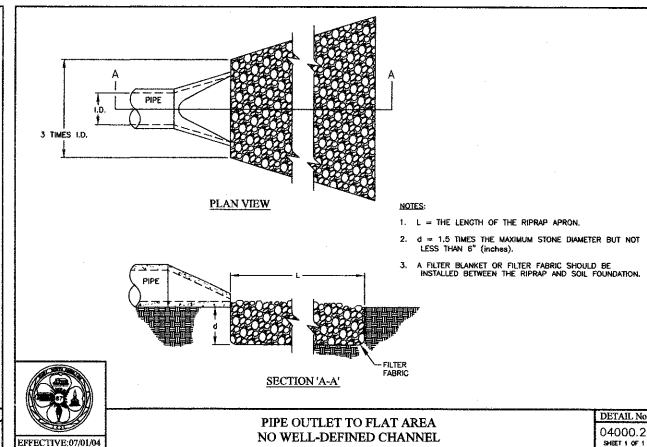 A
A
PIPE
I.D.
3 TIMES I.D.
PLAN VIEW
NOTES:
1. L = THE LENGTH OF THE RIPRAP APRON.
2. d = 1.5 TIMES THE MAXIMUM STONE DIAMETER BUT NOT
LESS THAN 6" (inches).
3. A FILTER BLANKET OR FILTER FABRIC SHOULD BE
INSTALLED BETWEEN THE RIPRAP AND SOIL FOUNDATION.
L
PIPE
d
FILTER
FABRIC
SECTION 'A-A'
EFFECTIVE:07/01/04
PIPE OUTLET TO FLAT AREA
NO WELL-DEFINED CHANNEL
DETAIL No
04000.2
SHEET 1 OF 1